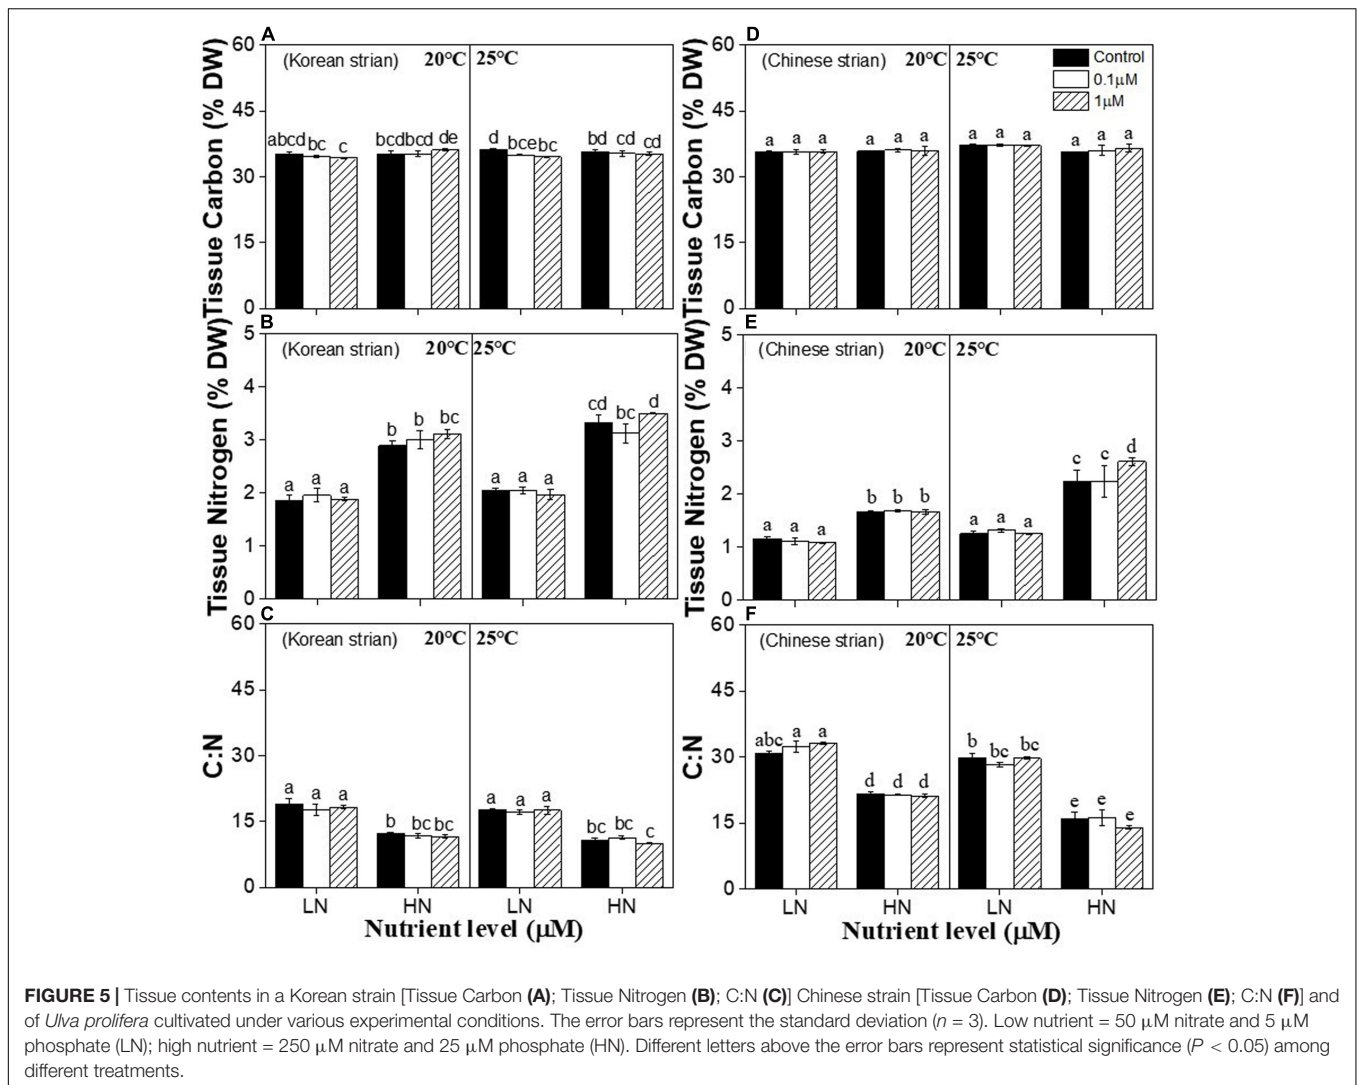 A
Tissue Carbon (% DW)
60
45
30
15
0
(Korean strian) 20°C 25°C
abcd bc c bcdbcd de d bcebc bd cd cd
D
Tissue Carbon (% DW)
60
45
30
15
0
(Chinese strian) 20°C 25°C
Control
0.1μM
1μM
a a a a a a a a a a a a
B
Tissue Nitrogen (% DW)
5
4
3
2
1
0
(Korean strian) 20°C 25°C
a a a b b bc a a a cd bc d
E
Tissue Nitrogen (% DW)
5
4
3
2
1
0
(Chinese strian) 20°C 25°C
a a a b b b a a a c c d
C
C:N
60
45
30
15
0
(Korean strian) 20°C 25°C
a a a b bc bc a a a bc bc c
LN HN LN HN
Nutrient level (μM)
F
C:N
60
45
30
15
0
(Chinese strian) 20°C 25°C
abc a a d d d b bc bc e e e
LN HN LN HN
Nutrient level (μM)
FIGURE 5 | Tissue contents in a Korean strain [Tissue Carbon (A); Tissue Nitrogen (B); C:N (C)] Chinese strain [Tissue Carbon (D); Tissue Nitrogen (E); C:N (F)] and
of Ulva prolifera cultivated under various experimental conditions. The error bars represent the standard deviation (n = 3). Low nutrient = 50 μM nitrate and 5 μM
phosphate (LN); high nutrient = 250 μM nitrate and 25 μM phosphate (HN). Different letters above the error bars represent statistical significance (P < 0.05) among
different treatments.